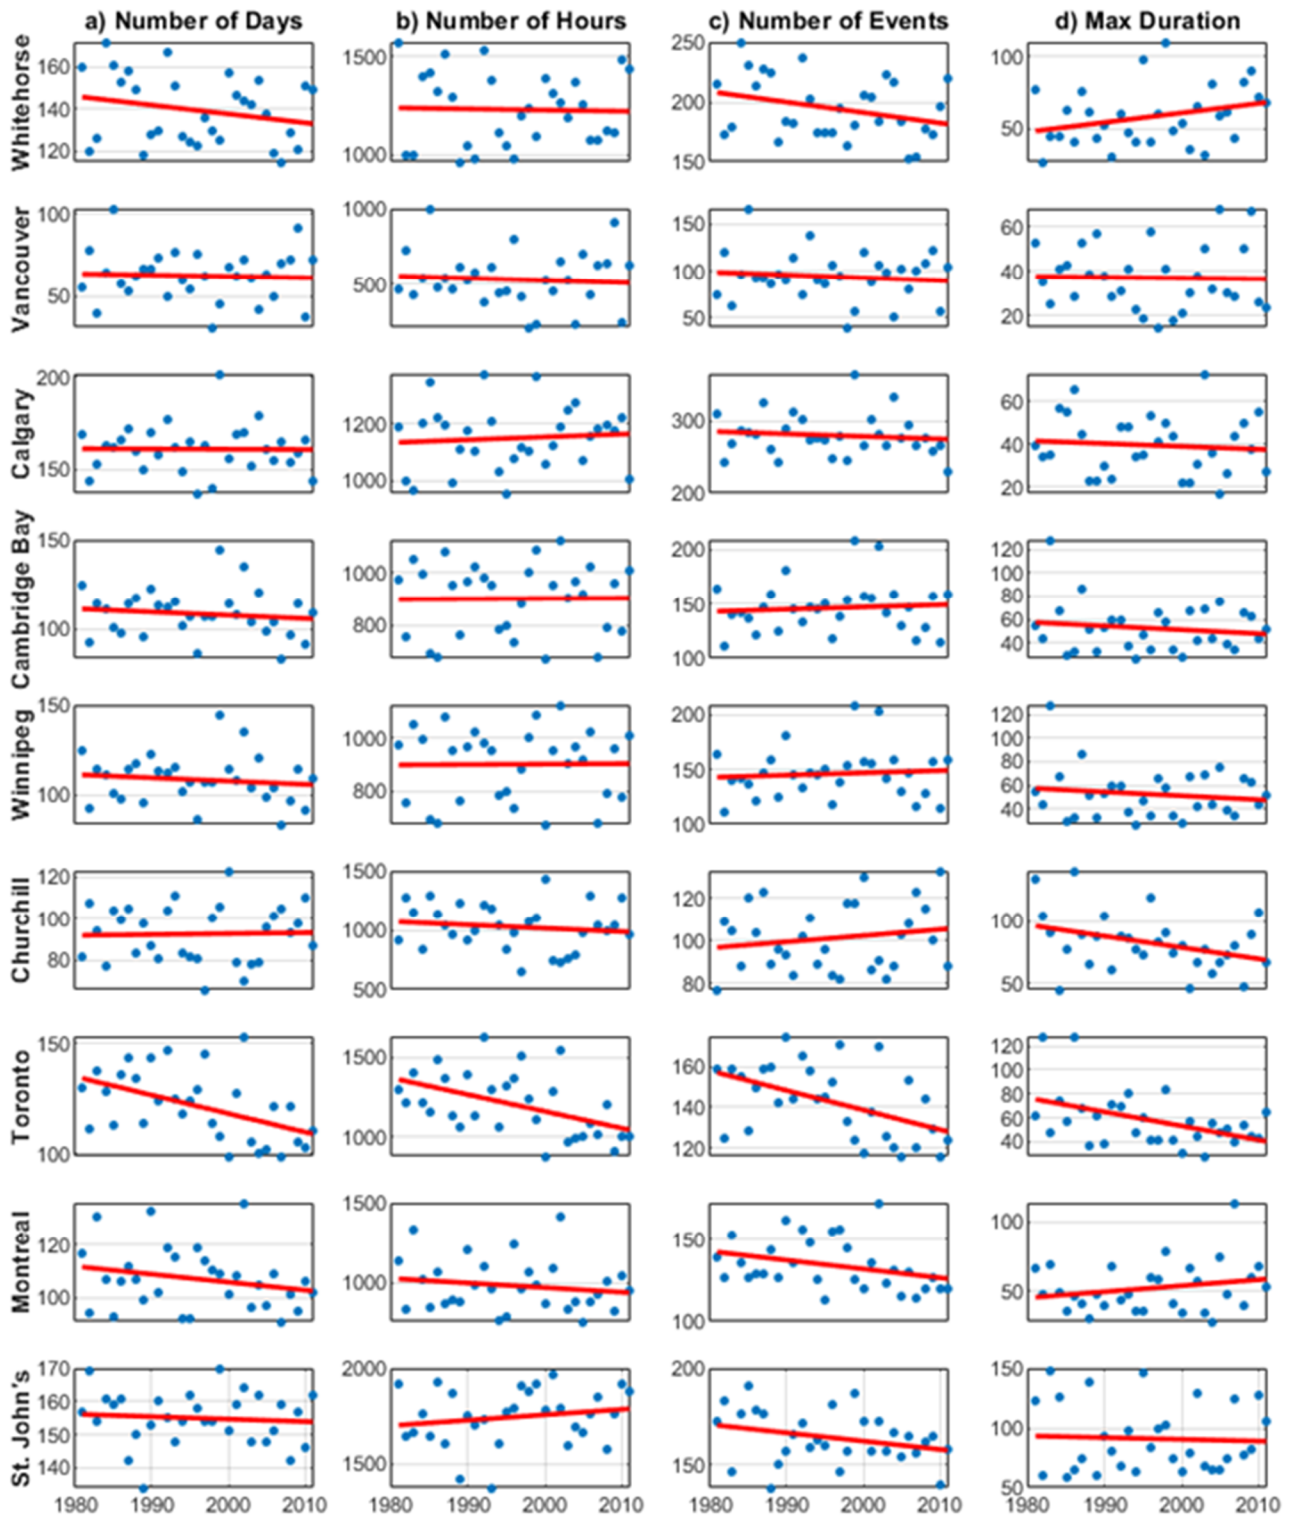 a) Number of Days b) Number of Hours c) Number of Events d) Max Duration
Whitehorse
160 140 120
1500 1000
250 200 150
100 50
Vancouver
100 50
1000 500
150 100 50
60 40 20
Calgary
200 150
1200 1000
300 200
60 40 20
Cambridge Bay
150 100
1000 800
200 150 100
120 100 80 60 40
Winnipeg
150 100
1000 800
200 150 100
120 100 80 60 40
Churchill
120 100 80
1500 1000 500
120 100 80
100 50
Toronto
150 100
1500 1000
160 140 120
120 100 80 60 40
Montreal
120 100
1500 1000
150 100
100 50
St. John's
170 160 150 140
2000 1500
200 150
150 100 50
1980 1990 2000 2010 1980 1990 2000 2010 1980 1990 2000 2010 1980 1990 2000 2010